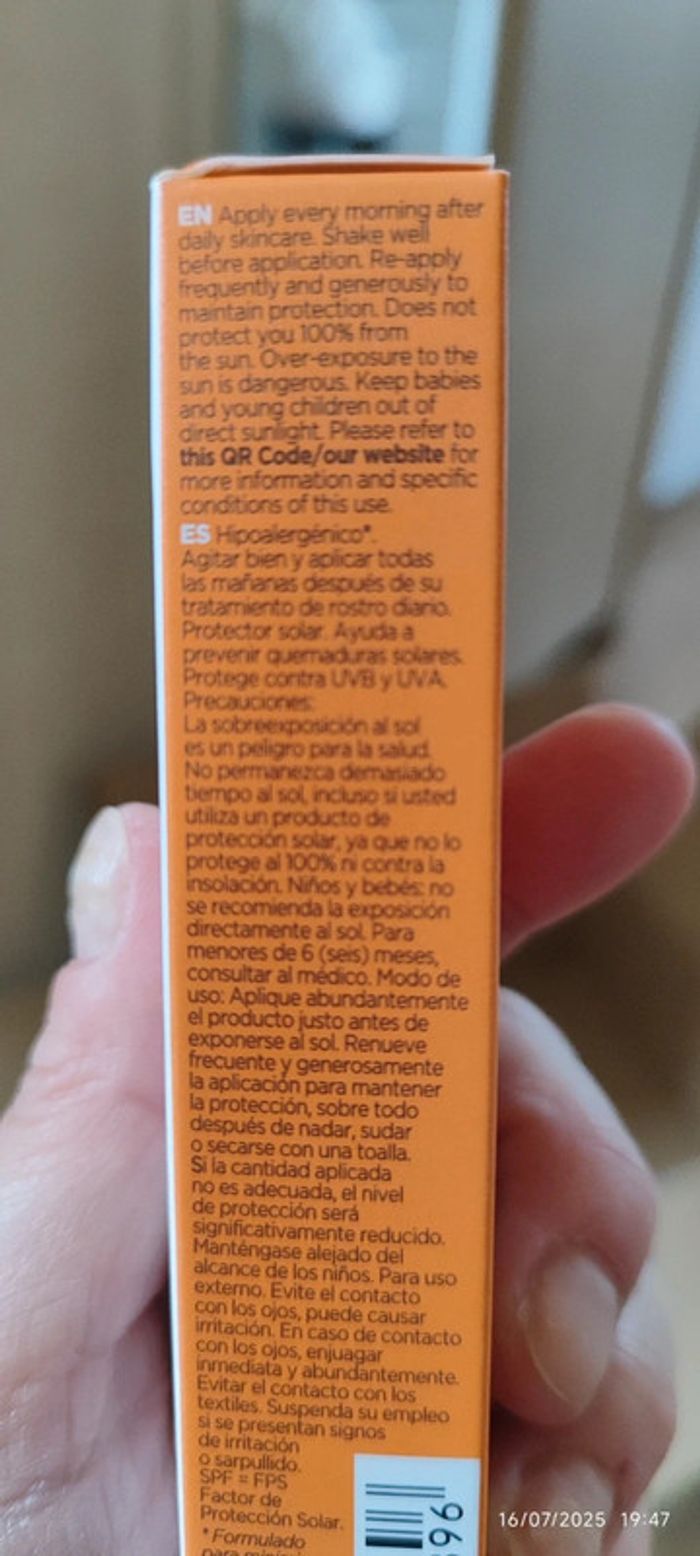 EN Apply every morning after
daily skincare. Shake well
before application. Re-apply
frequently and generously to
maintain protection. Does not
protect you 100% from
the sun. Over-exposure to the
sun is dangerous. Keep babies
and young children out of
direct sunlight. Please refer to
this QR Code/our website for
more information and specific
conditions of this use.
ES Hipoalergénico*.
Agitar bien y aplicar todas
las mañanas después de su
tratamiento de rostro diario.
Protector solar. Ayuda a
prevenir quemaduras solares.
Protege contra UVB y UVA.
Precauciones:
La sobreexposición al sol
es un peligro para la salud.
No permanezca demasiado
tiempo al sol, incluso si usted
utiliza un producto de
protección solar, ya que no lo
protege al 100% ni contra la
insolación. Niños y bebés: no
se recomienda la exposición
directamente al sol. Para
menores de 6 (seis) meses,
consultar al médico. Modo de
uso: Aplique abundantemente
el producto justo antes de
exponerse al sol. Renueve
frecuente y generosamente
la aplicación para mantener
la protección, sobre todo
después de nadar, sudar
o secarse con una toalla.
Si la cantidad aplicada
no es adecuada, el nivel
de protección será
significativamente reducido.
Manténgase alejado del
alcance de los niños. Para uso
externo. Evite el contacto
con los ojos, puede causar
irritación. En caso de contacto
con los ojos, enjuagar
inmediata y abundantemente.
Evitar el contacto con los
textiles. Suspenda su empleo
si se presentan signos
de irritación
o sarpullido.
SPF = FPS
Factor de
Protección Solar.
* Formulado
para
96
16/07/2025 19:47